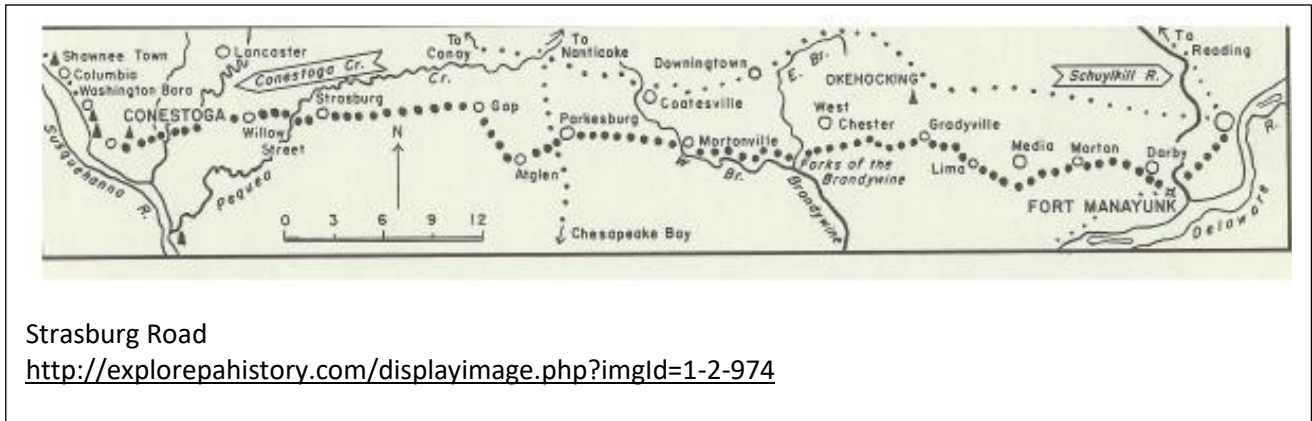 Shawnee Town
Columbia
Washington Boro
Lancaster
Conestoga Cr.
CONESTOGA
Willow
Street
Strasburg
Susquehanna R.
Pequea
Cr.
N
0 3 6 9 12
To
Conoy
To
Nanticoke
Gap
Atglen
Parkesburg
Chesapeake Bay
Coatesville
Downingtown
Mortonville
W.
Br.
E. Br.
Brandywine
Forks of the
Brandywine
West
Chester
OKEHOCKING
Gradyville
Lima
Media
Morton
Darby
FORT MANAYUNK
Schuylkill R.
To
Reading
Delaware
R.
Strasburg Road
http://explorepahistory.com/displayimage.php?imgId=1-2-974